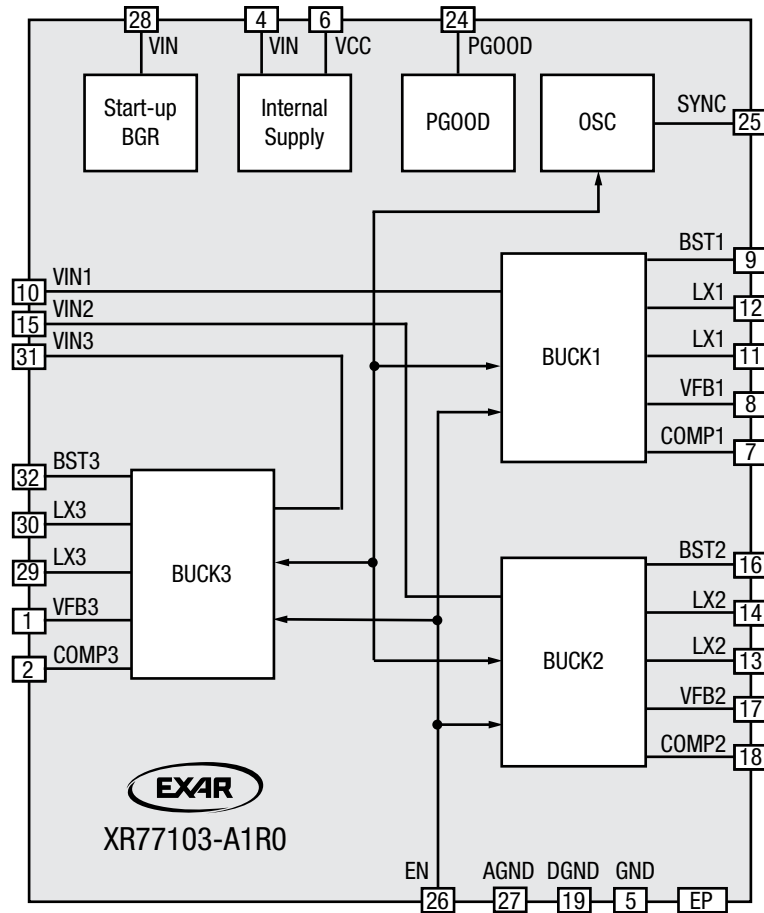 28 4 6 24
VIN VIN VCC PGOOD
Start-up
BGR
Internal
Supply
PGOOD
OSC
SYNC
25
VIN1
10
VIN2
15
VIN3
31
BUCK1
BST1
9
LX1
12
LX1
11
VFB1
8
COMP1
7
BST3
32
LX3
30
LX3
29
VFB3
1
COMP3
2
BUCK3
BUCK2
BST2
16
LX2
14
LX2
13
VFB2
17
COMP2
18
EXAR
XR77103-A1R0
EN AGND DGND GND
26 27 19 5 EP